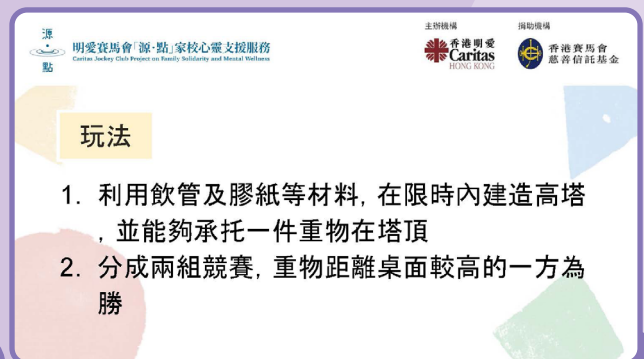 源
·
點
明愛賽馬會「源·點」家校心靈支援服務
Caritas Jockey Club Project on Family Solidarity and Mental Wellness
主辦機構
香港明愛
Caritas
HONG KONG
捐助機構
香港賽馬會
慈善信託基金
玩法
1. 利用飲管及膠紙等材料, 在限時內建造高塔
, 並能夠承托一件重物在塔頂
2. 分成兩組競賽, 重物距離桌面較高的一方為
勝